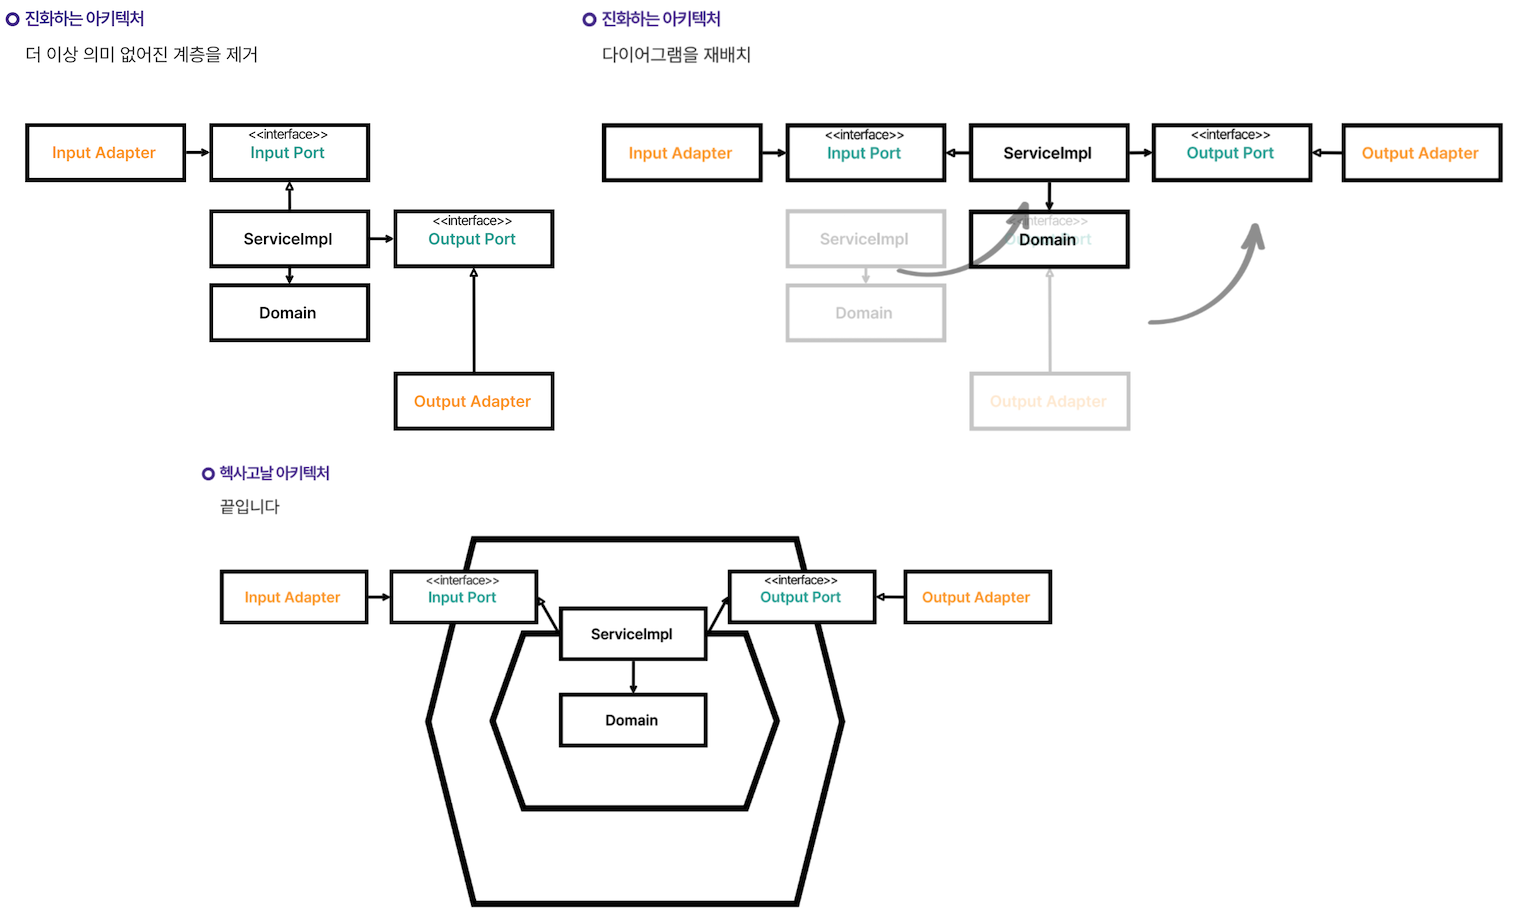 진화하는 아키텍처
더 이상 의미 없어진 계층을 제거
Input Adapter
<<interface>>
Input Port
ServiceImpl
<<interface>>
Output Port
Domain
Output Adapter
진화하는 아키텍처
다이어그램을 재배치
Input Adapter
<<interface>>
Input Port
ServiceImpl
<<interface>>
Output Port
Output Adapter
ServiceImpl
Domain
Domain
Output Adapter
헥사고날 아키텍처
끝입니다
Input Adapter
<<interface>>
Input Port
ServiceImpl
<<interface>>
Output Port
Output Adapter
Domain